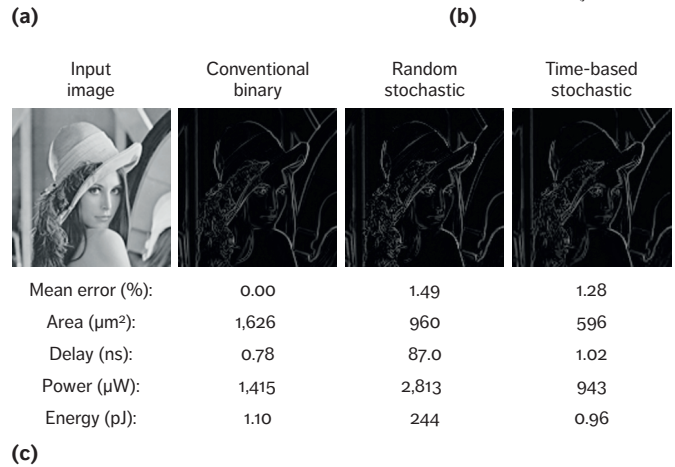 (a) (b)
Input image Conventional binary Random stochastic Time-based stochastic
Mean error (%): 0.00 1.49 1.28
Area (μm²): 1,626 960 596
Delay (ns): 0.78 87.0 1.02
Power (μW): 1,415 2,813 943
Energy (pJ): 1.10 244 0.96
(c)